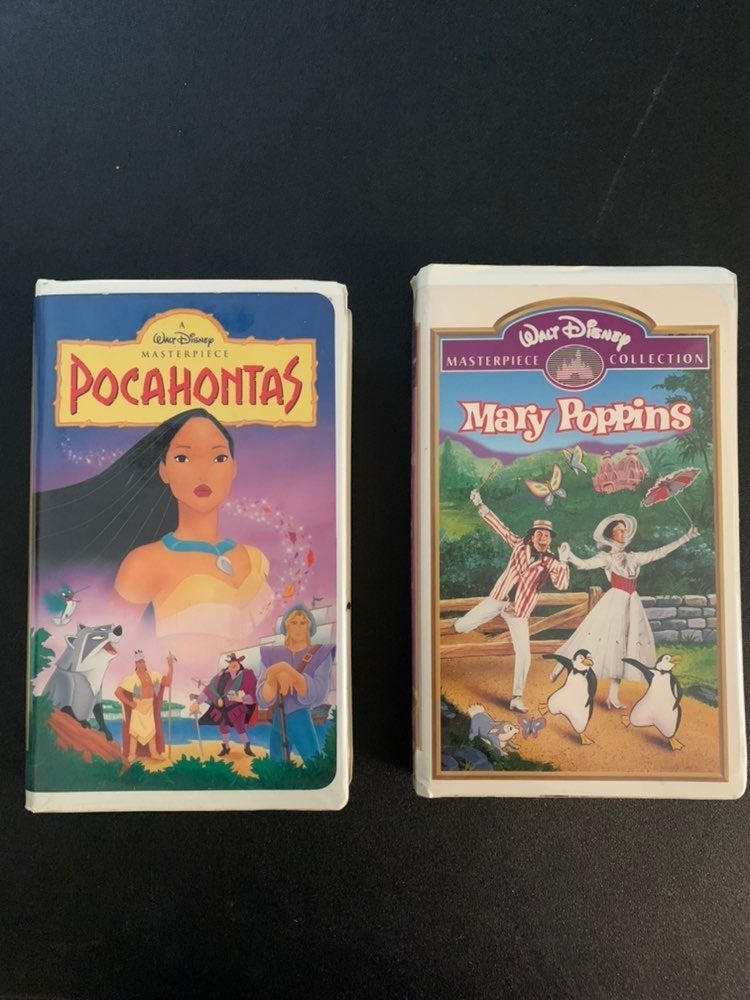 A
Walt Disney
MASTERPIECE
POCAHONTAS
Walt Disney
MASTERPIECE COLLECTION
Mary Poppins